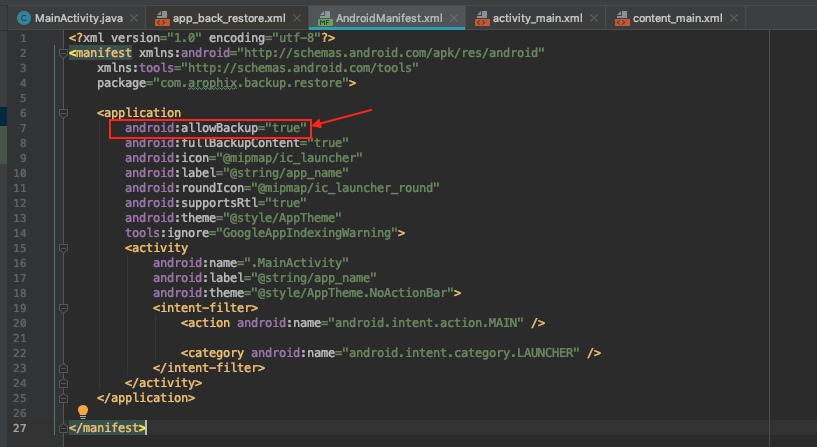 MainActivity.java app_back_restore.xml AndroidManifest.xml activity_main.xml content_main.xml
1 <?xml version="1.0" encoding="utf-8"?>
2 <manifest xmlns:android="http://schemas.android.com/apk/res/android"
3 xmlns:tools="http://schemas.android.com/tools"
4 package="com.arophix.backup.restore">
5
6 <application
7 android:allowBackup="true"
8 android:fullBackupContent="true"
9 android:icon="@mipmap/ic_launcher"
10 android:label="@string/app_name"
11 android:roundIcon="@mipmap/ic_launcher_round"
12 android:supportsRtl="true"
13 android:theme="@style/AppTheme"
14 tools:ignore="GoogleAppIndexingWarning">
15 <activity
16 android:name=".MainActivity"
17 android:label="@string/app_name"
18 android:theme="@style/AppTheme.NoActionBar">
19 <intent-filter>
20 <action android:name="android.intent.action.MAIN" />
21
22 <category android:name="android.intent.category.LAUNCHER" />
23 </intent-filter>
24 </activity>
25 </application>
26
27 </manifest>